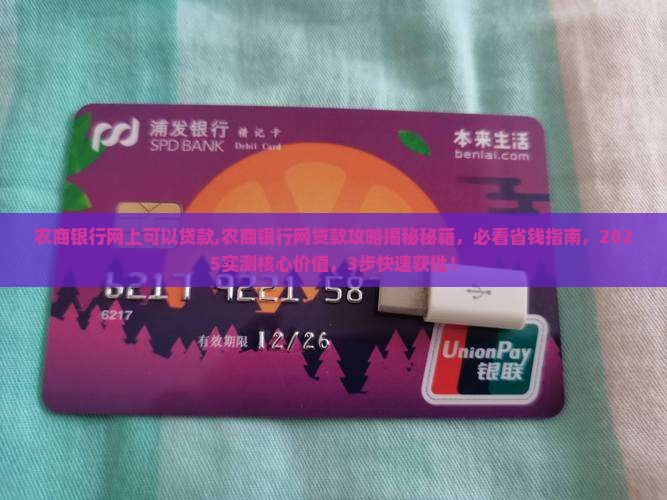 浦发银行 借记卡
SPD BANK Debit Card
本来生活
benlai.com
农商银行网上可以贷款,农商银行网贷款攻略揭秘秘籍，必看省钱指南，202
5实测核心价值，3步快速获批！
6217 9221 58
6217
有效期限 12/26
UnionPay
银联